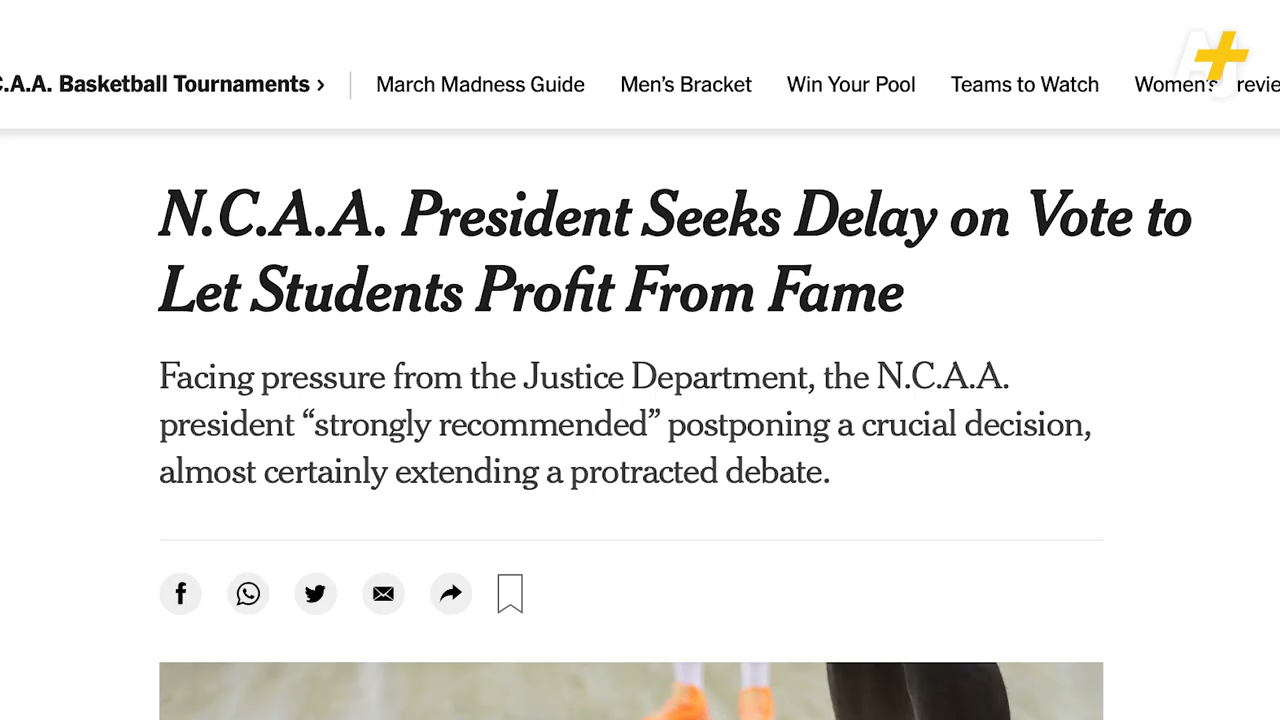 C.A.A. Basketball Tournaments › March Madness Guide Men's Bracket Win Your Pool Teams to Watch Women's
N.C.A.A. President Seeks Delay on Vote to
Let Students Profit From Fame
Facing pressure from the Justice Department, the N.C.A.A.
president “strongly recommended” postponing a crucial decision,
almost certainly extending a protracted debate.